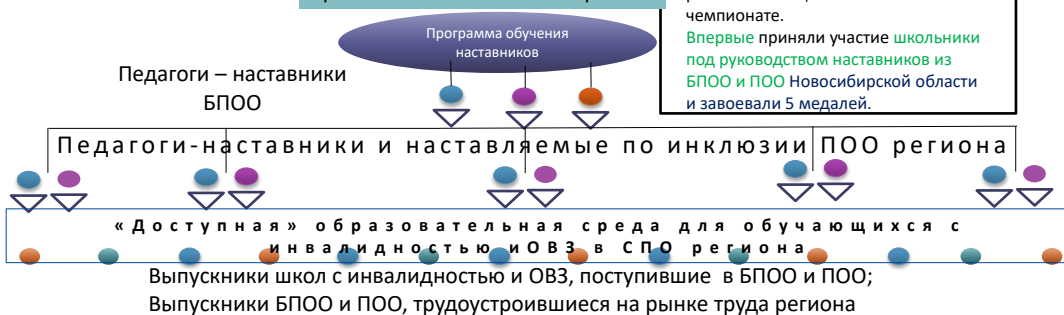 чемпионате.
Впервые приняли участие школьники
под руководством наставников из
БПОО и ПОО Новосибирской области
и завоевали 5 медалей.
Программа обучения
наставников
Педагоги – наставники
БПОО
Педагоги-наставники и наставляемые по инклюзии ПОО региона
«Доступная» образовательная среда для обучающихся с
инвалидностью иОВЗ в СПО региона
Выпускники школ с инвалидностью и ОВЗ, поступившие в БПОО и ПОО;
Выпускники БПОО и ПОО, трудоустроившиеся на рынке труда региона